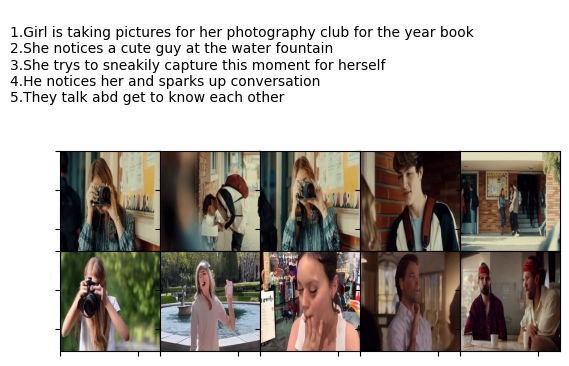 1.Girl is taking pictures for her photography club for the year book
2.She notices a cute guy at the water fountain
3.She trys to sneakily capture this moment for herself
4.He notices her and sparks up conversation
5.They talk abd get to know each other